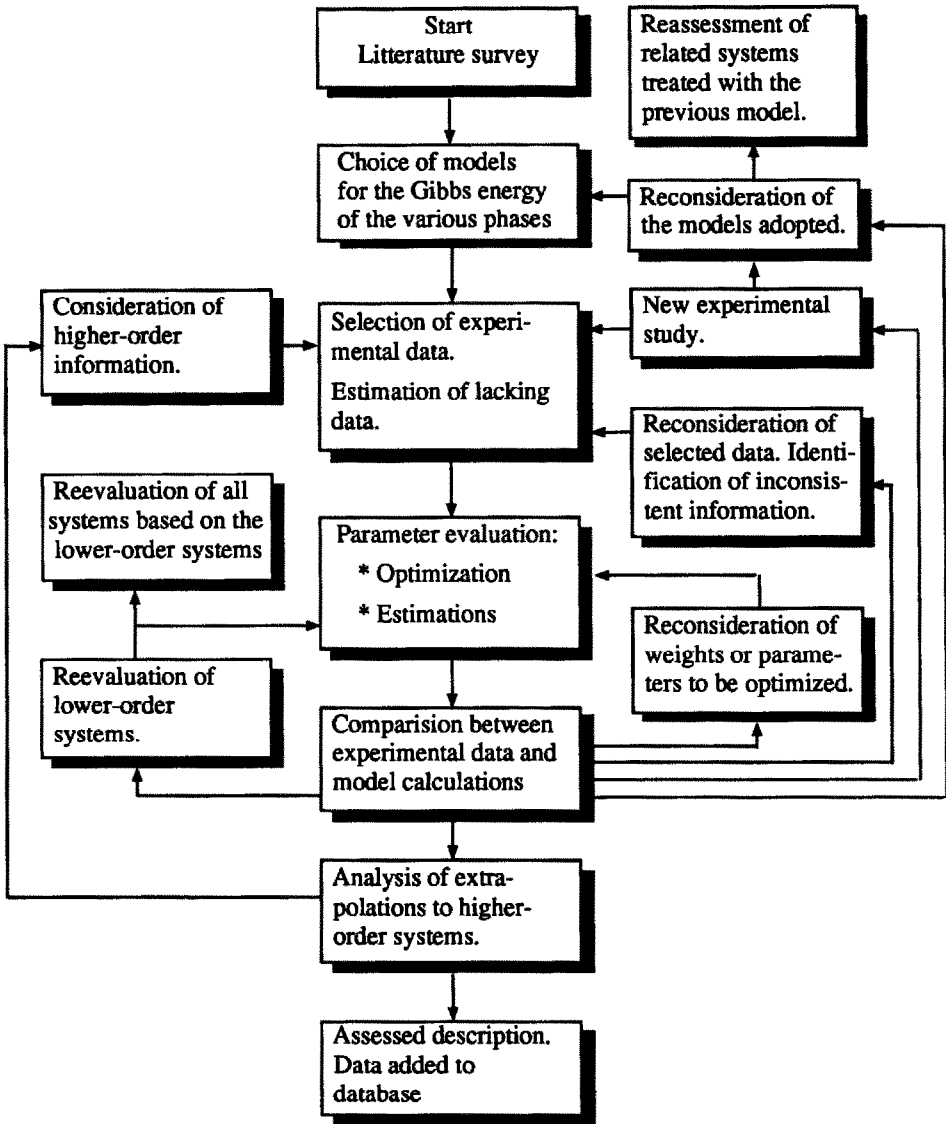 Start
Litterature survey
Reassessment of
related systems
treated with the
previous model.
Choice of models
for the Gibbs energy
of the various phases
Reconsideration of
the models adopted.
Consideration of
higher-order
information.
Selection of experi-
mental data.
Estimation of lacking
data.
New experimental
study.
Reconsideration of
selected data. Identi-
fication of inconsis-
tent information.
Reevaluation of all
systems based on the
lower-order systems
Parameter evaluation:
* Optimization
* Estimations
Reconsideration of
weights or parame-
ters to be optimized.
Reevaluation of
lower-order
systems.
Comparision between
experimental data and
model calculations
Analysis of extra-
polations to higher-
order systems.
Assessed description.
Data added to
database